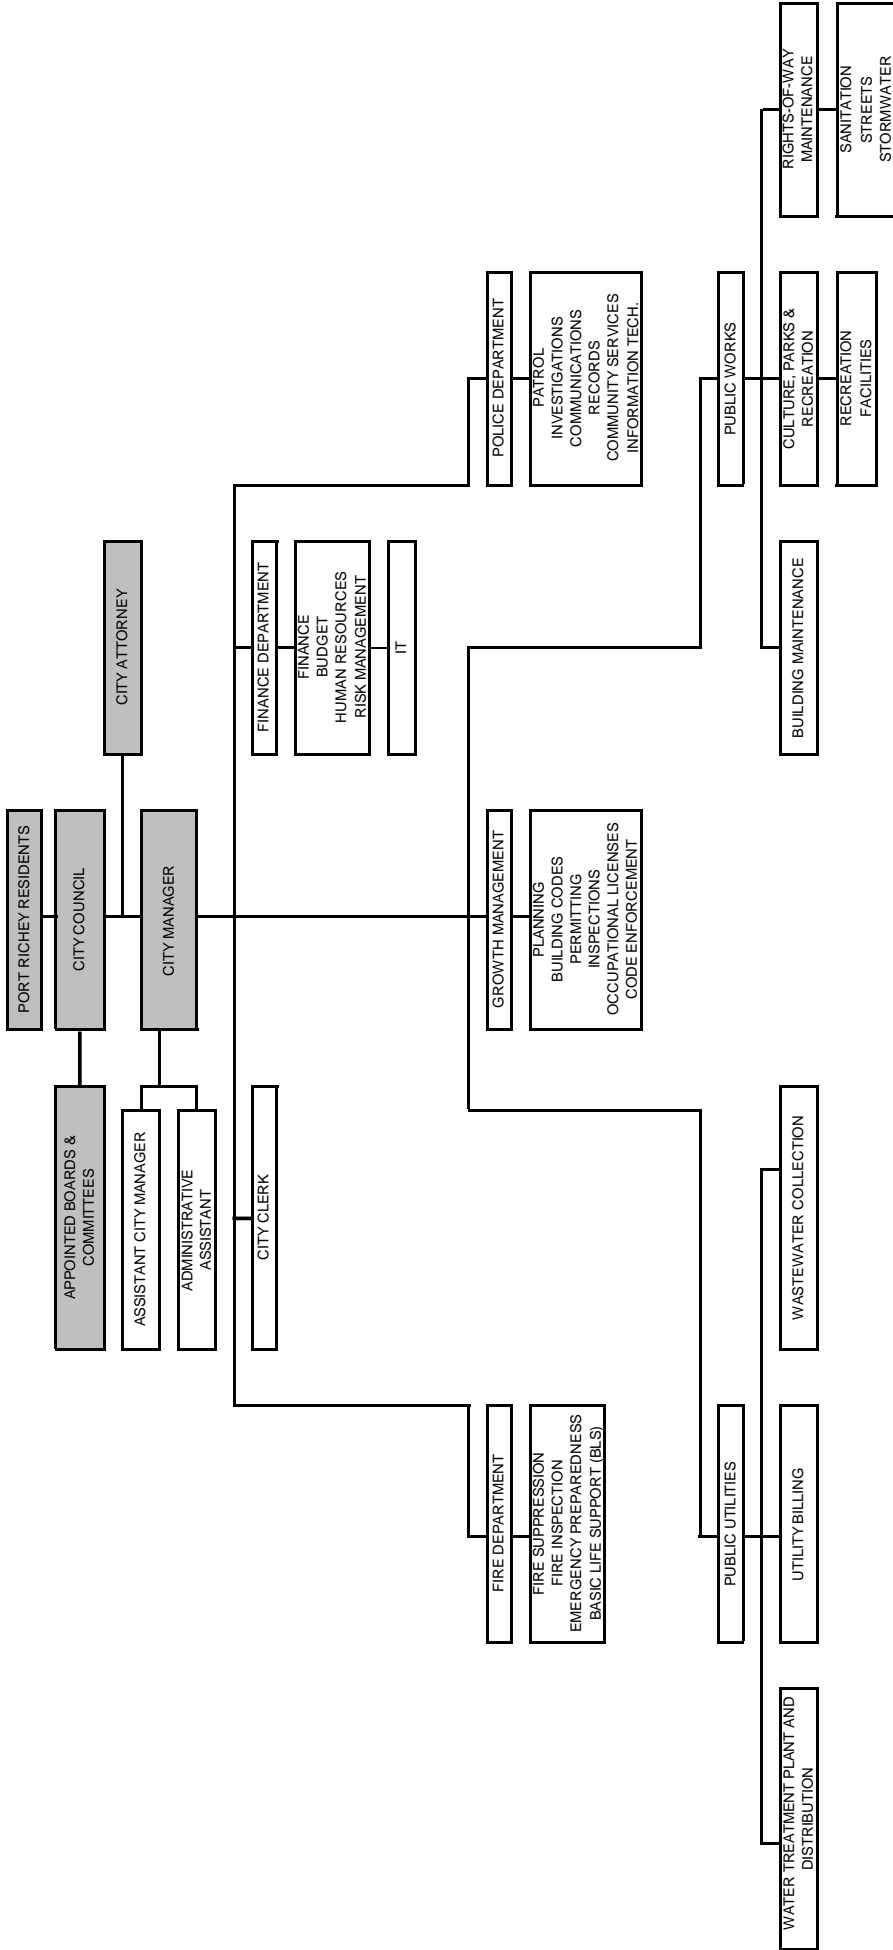 PORT RICHEY RESIDENTS
APPOINTED BOARDS &
COMMITTEES
CITY COUNCIL
CITY ATTORNEY
ASSISTANT CITY MANAGER
CITY MANAGER
ADMINISTRATIVE
ASSISTANT
CITY CLERK
FINANCE DEPARTMENT
FINANCE
BUDGET
HUMAN RESOURCES
RISK MANAGEMENT
IT
FIRE DEPARTMENT
FIRE SUPPRESSION
FIRE INSPECTION
EMERGENCY PREPAREDNESS
BASIC LIFE SUPPORT (BLS)
GROWTH MANAGEMENT
PLANNING
BUILDING CODES
PERMITTING
INSPECTIONS
OCCUPATIONAL LICENSES
CODE ENFORCEMENT
POLICE DEPARTMENT
PATROL
INVESTIGATIONS
COMMUNICATIONS
RECORDS
COMMUNITY SERVICES
INFORMATION TECH.
PUBLIC UTILITIES
PUBLIC WORKS
WATER TREATMENT PLANT AND
DISTRIBUTION
UTILITY BILLING
WASTEWATER COLLECTION
BUILDING MAINTENANCE
CULTURE, PARKS &
RECREATION
RECREATION
FACILITIES
RIGHTS-OF-WAY
MAINTENANCE
SANITATION
STREETS
STORMWATER